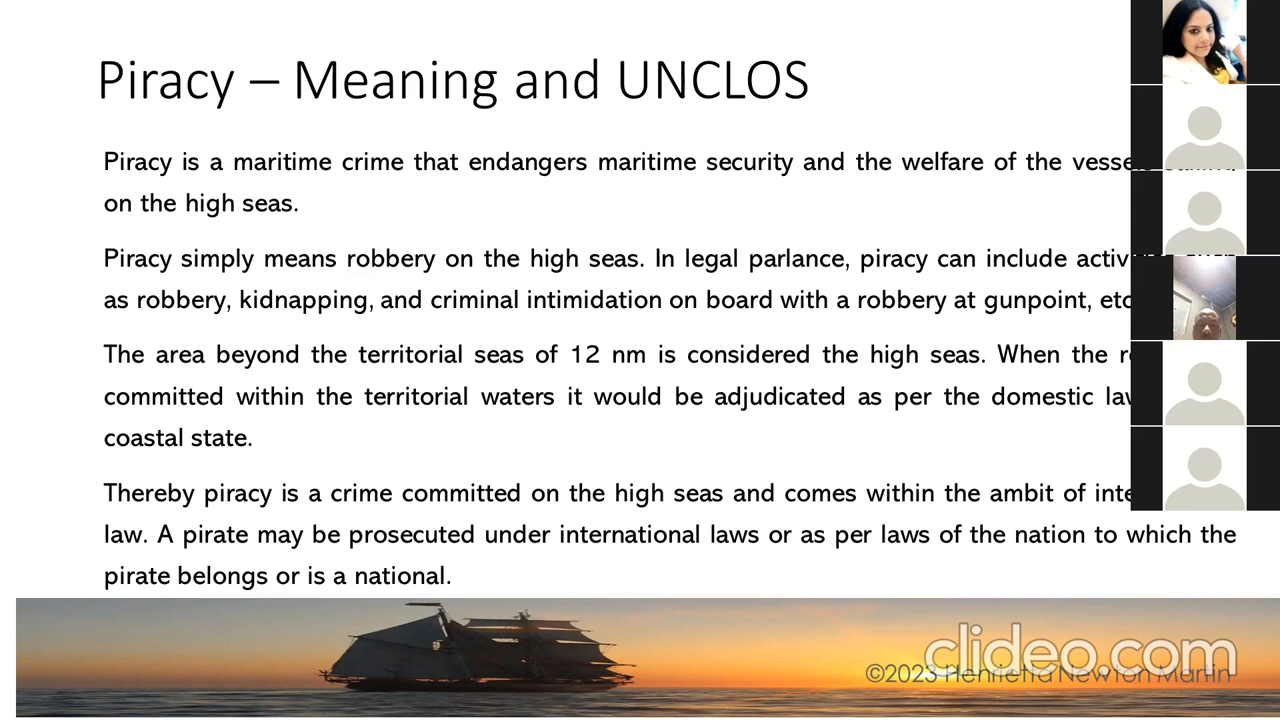 Piracy – Meaning and UNCLOS
Piracy is a maritime crime that endangers maritime security and the welfare of the
on the high seas.
Piracy simply means robbery on the high seas. In legal parlance, piracy can include
as robbery, kidnapping, and criminal intimidation on board with a robbery at gunpoint, etc
The area beyond the territorial seas of 12 nm is considered the high seas. When the
committed within the territorial waters it would be adjudicated as per the domestic
coastal state.
Thereby piracy is a crime committed on the high seas and comes within the ambit of
law. A pirate may be prosecuted under international laws or as per laws of the nation to which the
pirate belongs or is a national.
clideo.com
©2023 Henrietta Newton Martin